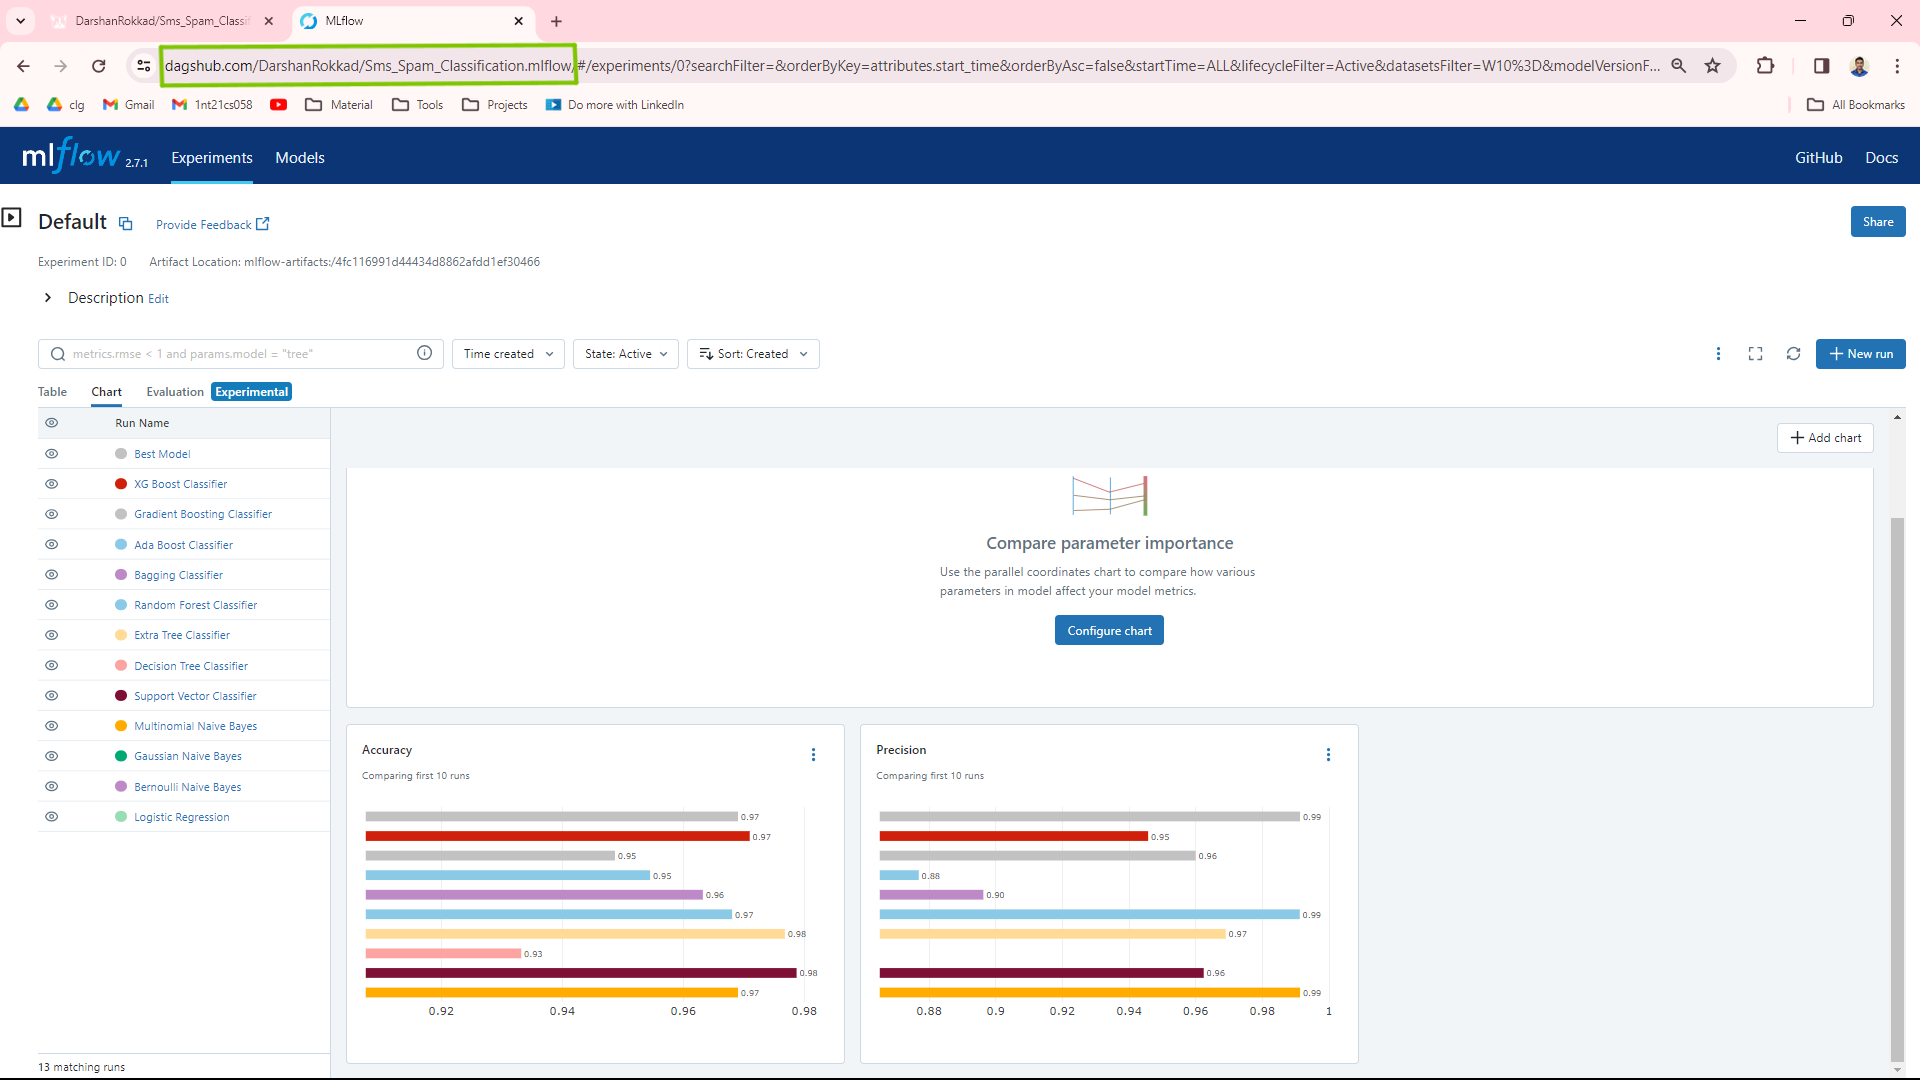 DarshanRokkad/Sms_Spam_Classif
MLflow
dagshub.com/DarshanRokkad/Sms_Spam_Classification.mlflow/#/experiments/0?searchFilter=&orderByKey=attributes.start_time&orderByAsc=false&startTime=ALL&lifecycleFilter=Active&datasetsFilter=W10%3D&modelVersionF...
clg
Gmail
1nt21cs058
Material
Tools
Projects
Do more with LinkedIn
All Bookmarks
mlflow 2.7.1
Experiments
Models
GitHub
Docs
Default
Provide Feedback
Share
Experiment ID: 0
Artifact Location: mlflow-artifacts:/4fc116991d44434d8862afdd1ef30466
Description Edit
metrics.rmse < 1 and params.model = "tree"
Time created
State: Active
Sort: Created
New run
Table
Chart
Evaluation
Experimental
Run Name
Add chart
Best Model
XG Boost Classifier
Gradient Boosting Classifier
Ada Boost Classifier
Bagging Classifier
Random Forest Classifier
Extra Tree Classifier
Decision Tree Classifier
Support Vector Classifier
Multinomial Naive Bayes
Gaussian Naive Bayes
Bernoulli Naive Bayes
Logistic Regression
13 matching runs
Compare parameter importance
Use the parallel coordinates chart to compare how various
parameters in model affect your model metrics.
Configure chart
Accuracy
Comparing first 10 runs
0.97
0.97
0.95
0.95
0.96
0.97
0.98
0.93
0.98
0.97
0.92 0.94 0.96 0.98
Precision
Comparing first 10 runs
0.99
0.95
0.96
0.88
0.90
0.99
0.97
0.96
0.99
0.88 0.9 0.92 0.94 0.96 0.98 1